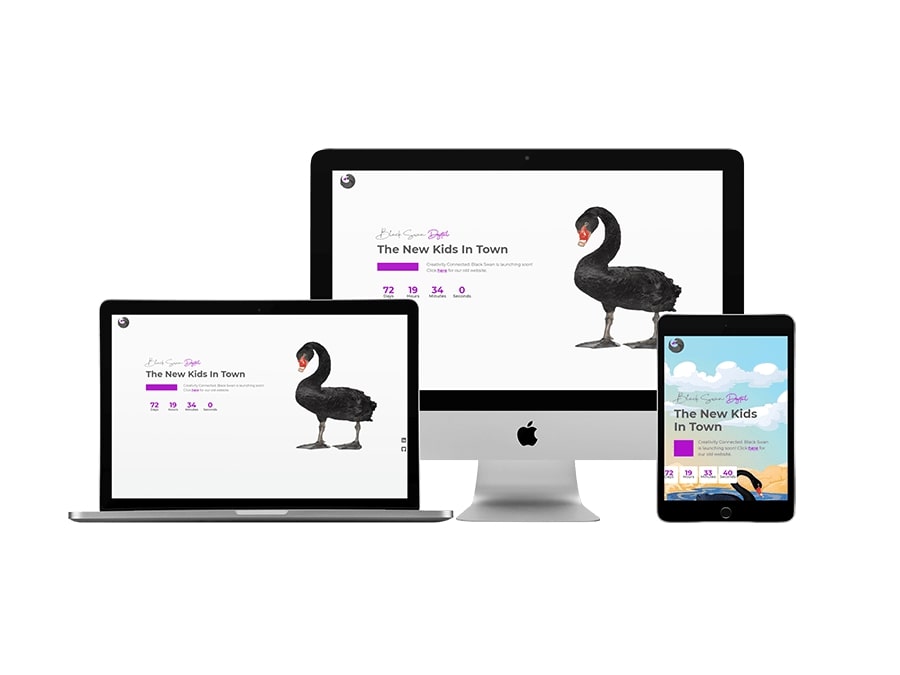 Black Swan Digital
The New Kids In Town
Creativity Connected. Black Swan is launching soon!
Click here for our old website.
72 19 34 0
Days Hours Minutes Seconds
Black Swan Digital
The New Kids In Town
Creativity Connected. Black Swan is launching soon!
Click here for our old website.
72 19 34 0
Days Hours Minutes Seconds
Black Swan Digital
The New Kids
In Town
Creativity Connected. Black Swan
is launching soon! Click here for
our old website.
72 19 33 40
Days Hours Minutes Seconds